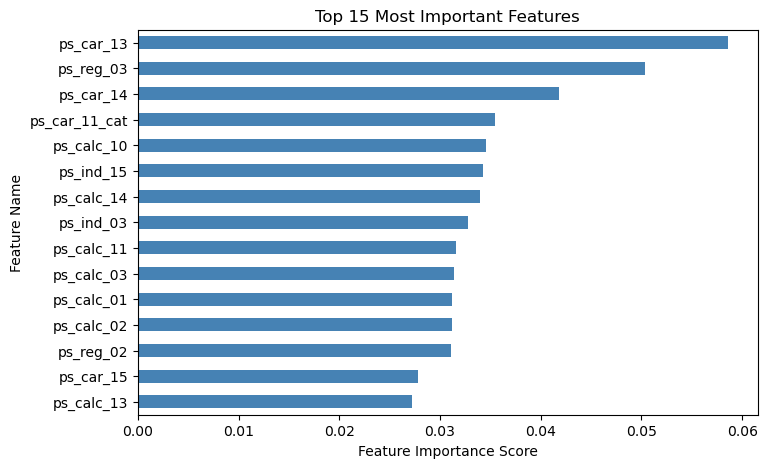 Top 15 Most Important Features
Feature Name
ps_car_13
ps_reg_03
ps_car_14
ps_car_11_cat
ps_calc_10
ps_ind_15
ps_calc_14
ps_ind_03
ps_calc_11
ps_calc_03
ps_calc_01
ps_calc_02
ps_reg_02
ps_car_15
ps_calc_13
0.00 0.01 0.02 0.03 0.04 0.05 0.06
Feature Importance Score